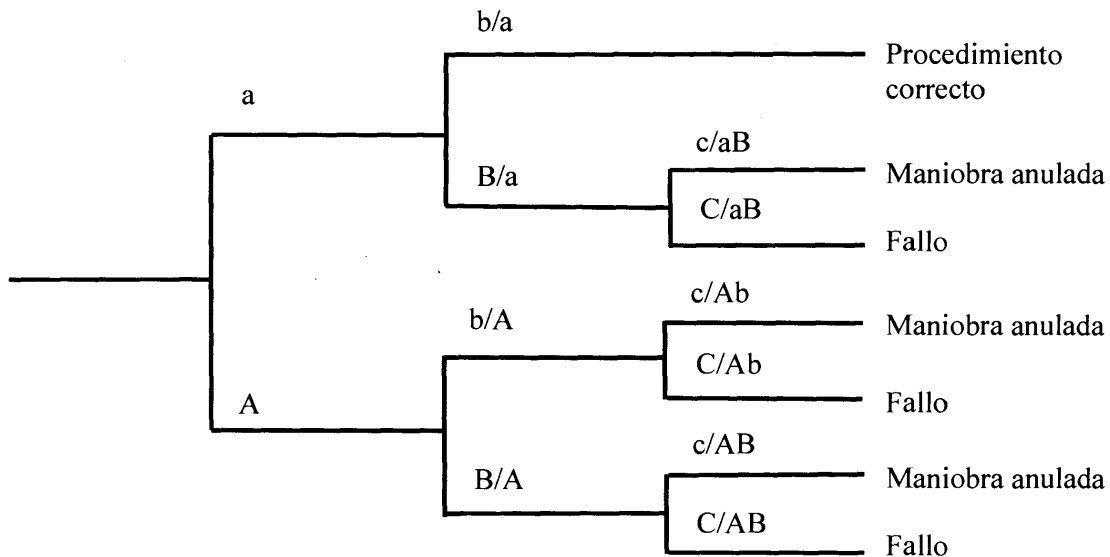 b/a
Procedimiento
correcto
a
c/aB
B/a
Maniobra anulada
C/aB
Fallo
c/Ab
b/A
Maniobra anulada
C/Ab
A
Fallo
c/AB
B/A
Maniobra anulada
C/AB
Fallo